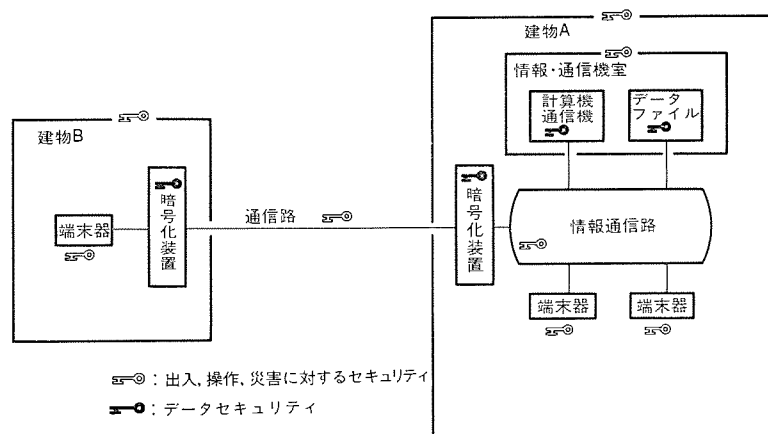 建物A
情報・通信機室
計算機
通信機
データ
ファイル
建物B
端末器
暗号化装置
通信路
暗号化装置
情報通信路
端末器
端末器
：出入，操作，災害に対するセキュリティ
：データセキュリティ